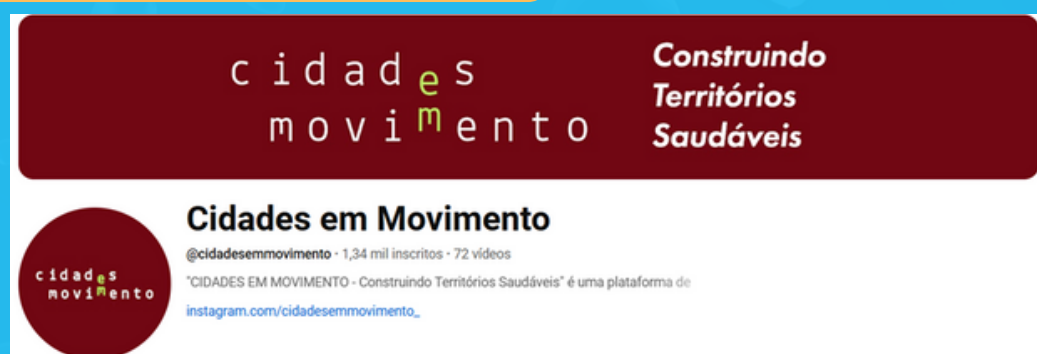 cidades
movimento
Construindo
Territórios
Saudáveis
cidades
movimento
Cidades em Movimento
@cidadesemmovimento · 1,34 mil inscritos · 72 vídeos
"CIDADES EM MOVIMENTO - Construindo Territórios Saudáveis" é uma plataforma de
instagram.com/cidadesemmovimento_